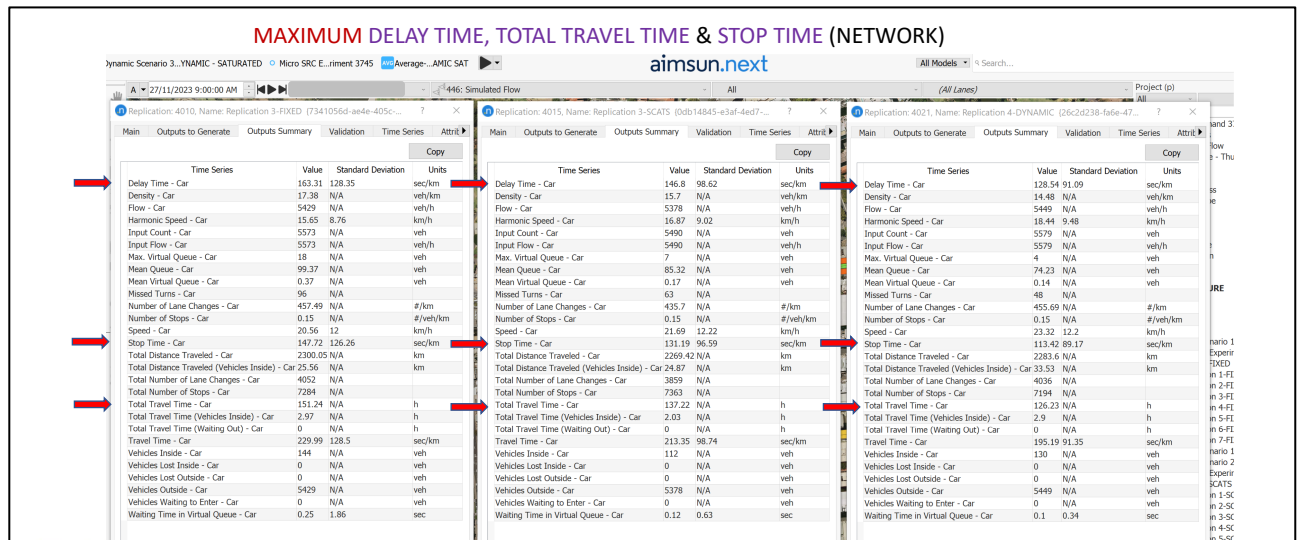 MAXIMUM DELAY TIME, TOTAL TRAVEL TIME & STOP TIME (NETWORK)
Dynamic Scenario 3...YNAMIC - SATURATED Micro SRC E...riment 3745 AVG Average-...AMIC SAT aimsun.next All Models Search...
A 27/11/2023 9:00:00 AM 446: Simulated Flow All (All Lanes) Project (p)
All
Replication: 4010, Name: Replication 3-FIXED (7341056d-ae4e-405c-... ? ×
Main Outputs to Generate Outputs Summary Validation Time Series Attrit
Copy
Time Series Value Standard Deviation Units
Delay Time - Car 163.31 128.35 sec/km
Density - Car 17.38 N/A veh/km
Flow - Car 5429 N/A veh/h
Harmonic Speed - Car 15.65 8.76 km/h
Input Count - Car 5573 N/A veh
Input Flow - Car 5573 N/A veh/h
Max. Virtual Queue - Car 18 N/A veh
Mean Queue - Car 99.37 N/A veh
Mean Virtual Queue - Car 0.37 N/A veh
Missed Turns - Car 96 N/A
Number of Lane Changes - Car 457.49 N/A #/km
Number of Stops - Car 0.15 N/A #/veh/km
Speed - Car 20.56 12 km/h
Stop Time - Car 147.72 126.26 sec/km
Total Distance Traveled - Car 2300.05 N/A km
Total Distance Traveled (Vehicles Inside) - Car 25.56 N/A km
Total Number of Lane Changes - Car 4052 N/A
Total Number of Stops - Car 7284 N/A
Total Travel Time - Car 151.24 N/A h
Total Travel Time (Vehicles Inside) - Car 2.97 N/A h
Total Travel Time (Waiting Out) - Car 0 N/A h
Travel Time - Car 229.99 128.5 sec/km
Vehicles Inside - Car 144 N/A veh
Vehicles Lost Inside - Car 0 N/A veh
Vehicles Lost Outside - Car 0 N/A veh
Vehicles Outside - Car 5429 N/A veh
Vehicles Waiting to Enter - Car 0 N/A veh
Waiting Time in Virtual Queue - Car 0.25 1.86 sec
Replication: 4015, Name: Replication 3-SCATS (0db14845-e3af-4ed7-... ? ×
Main Outputs to Generate Outputs Summary Validation Time Series Attrit
Copy
Time Series Value Standard Deviation Units
Delay Time - Car 146.8 98.62 sec/km
Density - Car 15.7 N/A veh/km
Flow - Car 5378 N/A veh/h
Harmonic Speed - Car 16.87 9.02 km/h
Input Count - Car 5490 N/A veh
Input Flow - Car 5490 N/A veh/h
Max. Virtual Queue - Car 7 N/A veh
Mean Queue - Car 85.32 N/A veh
Mean Virtual Queue - Car 0.17 N/A veh
Missed Turns - Car 63 N/A
Number of Lane Changes - Car 435.7 N/A #/km
Number of Stops - Car 0.15 N/A #/veh/km
Speed - Car 21.69 12.22 km/h
Stop Time - Car 131.19 96.59 sec/km
Total Distance Traveled - Car 2269.42 N/A km
Total Distance Traveled (Vehicles Inside) - Car 24.87 N/A km
Total Number of Lane Changes - Car 3859 N/A
Total Number of Stops - Car 7363 N/A
Total Travel Time - Car 137.22 N/A h
Total Travel Time (Vehicles Inside) - Car 2.03 N/A h
Total Travel Time (Waiting Out) - Car 0 N/A h
Travel Time - Car 213.35 98.74 sec/km
Vehicles Inside - Car 112 N/A veh
Vehicles Lost Inside - Car 0 N/A veh
Vehicles Lost Outside - Car 0 N/A veh
Vehicles Outside - Car 5378 N/A veh
Vehicles Waiting to Enter - Car 0 N/A veh
Waiting Time in Virtual Queue - Car 0.12 0.63 sec
Replication: 4021, Name: Replication 4-DYNAMIC (26c2d238-fa6e-47... ? ×
Main Outputs to Generate Outputs Summary Validation Time Series Attrit
Copy
Time Series Value Standard Deviation Units
Delay Time - Car 128.54 91.09 sec/km
Density - Car 14.48 N/A veh/km
Flow - Car 5449 N/A veh/h
Harmonic Speed - Car 18.44 9.48 km/h
Input Count - Car 5579 N/A veh
Input Flow - Car 5579 N/A veh/h
Max. Virtual Queue - Car 4 N/A veh
Mean Queue - Car 74.23 N/A veh
Mean Virtual Queue - Car 0.14 N/A veh
Missed Turns - Car 48 N/A
Number of Lane Changes - Car 455.69 N/A #/km
Number of Stops - Car 0.15 N/A #/veh/km
Speed - Car 23.32 12.2 km/h
Stop Time - Car 113.42 89.17 sec/km
Total Distance Traveled - Car 2283.6 N/A km
Total Distance Traveled (Vehicles Inside) - Car 33.53 N/A km
Total Number of Lane Changes - Car 4036 N/A
Total Number of Stops - Car 7194 N/A
Total Travel Time - Car 126.23 N/A h
Total Travel Time (Vehicles Inside) - Car 2.9 N/A h
Total Travel Time (Waiting Out) - Car 0 N/A h
Travel Time - Car 195.19 91.35 sec/km
Vehicles Inside - Car 130 N/A veh
Vehicles Lost Inside - Car 0 N/A veh
Vehicles Lost Outside - Car 0 N/A veh
Vehicles Outside - Car 5449 N/A veh
Vehicles Waiting to Enter - Car 0 N/A veh
Waiting Time in Virtual Queue - Car 0.1 0.34 sec